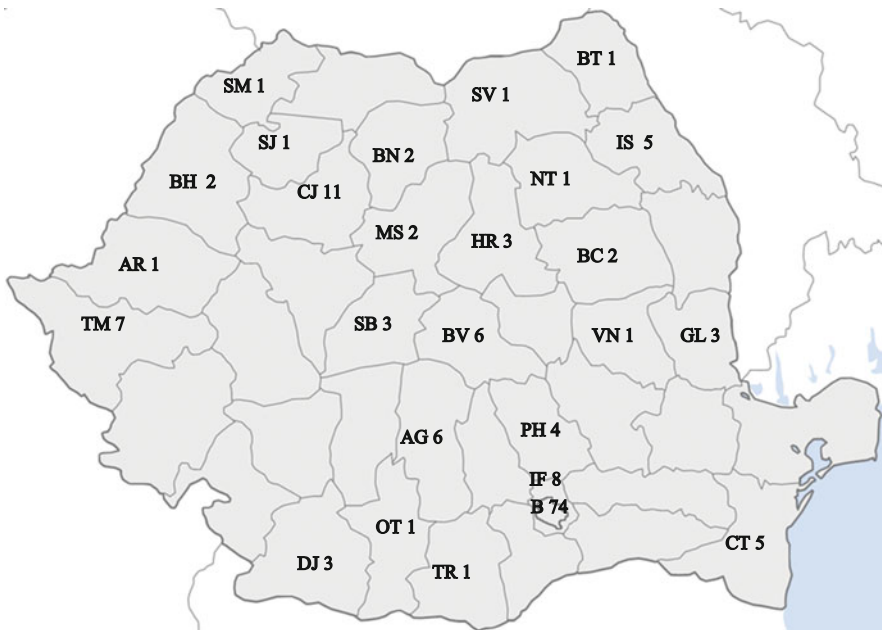 BT 1
SM 1
SV 1
SJ 1
IS 5
BN 2
BH 2
CJ 11
NT 1
MS 2
HR 3
BC 2
AR 1
TM 7
SB 3
BV 6
VN 1
GL 3
AG 6
PH 4
IF 8
B 74
OT 1
CT 5
DJ 3
TR 1